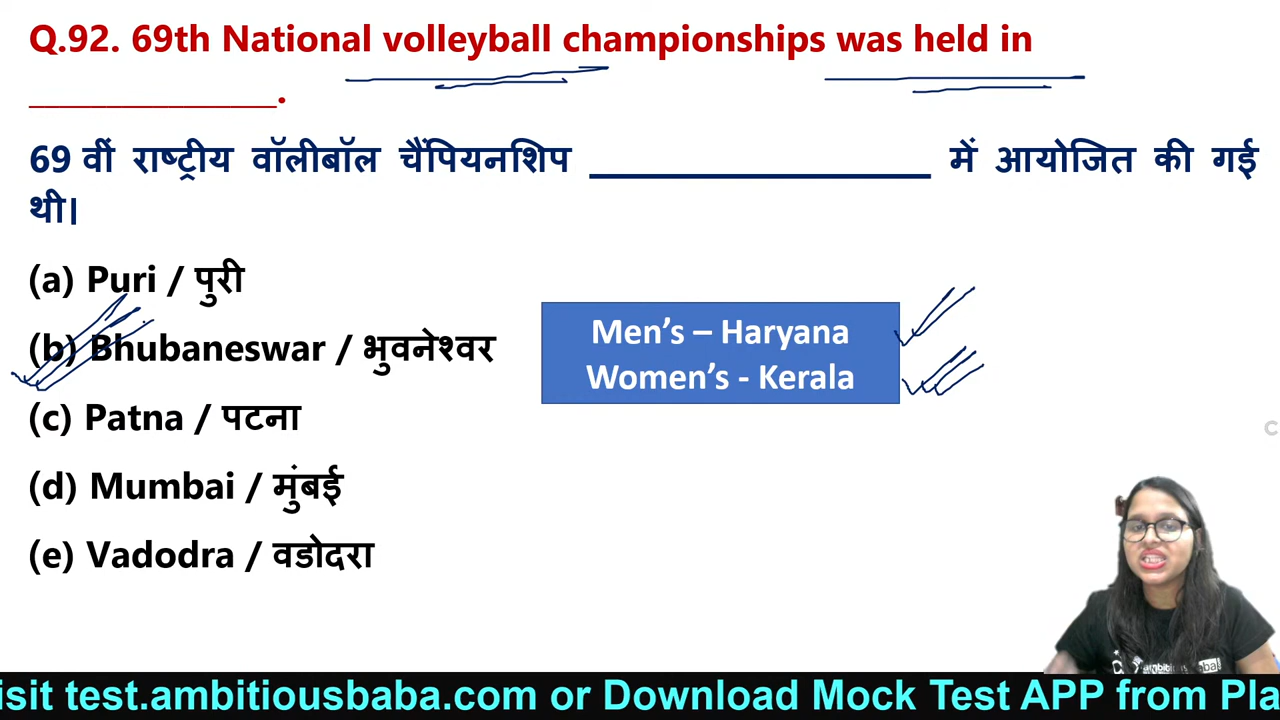 Q.92. 69th National volleyball championships was held in
______________.
69 वीं राष्ट्रीय वॉलीबॉल चैंपियनशिप ______________ में आयोजित की गई
थी।
(a) Puri / पुरी
(b) Bhubaneswar / भुवनेश्वर
(c) Patna / पटना
(d) Mumbai / मुंबई
(e) Vadodra / वडोदरा
Men's – Haryana
Women's - Kerala
isit test.ambitiousbaba.com or Download Mock Test APP from Pla